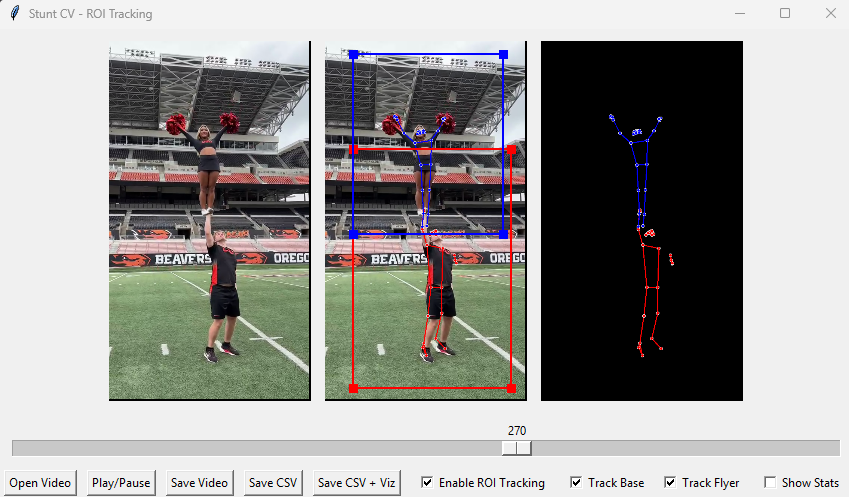 Stunt CV - ROI Tracking
BEAVERS OREGO
BEAVERS OREGO
270
Open Video Play/Pause Save Video Save CSV Save CSV + Viz Enable ROI Tracking Track Base Track Flyer Show Stats